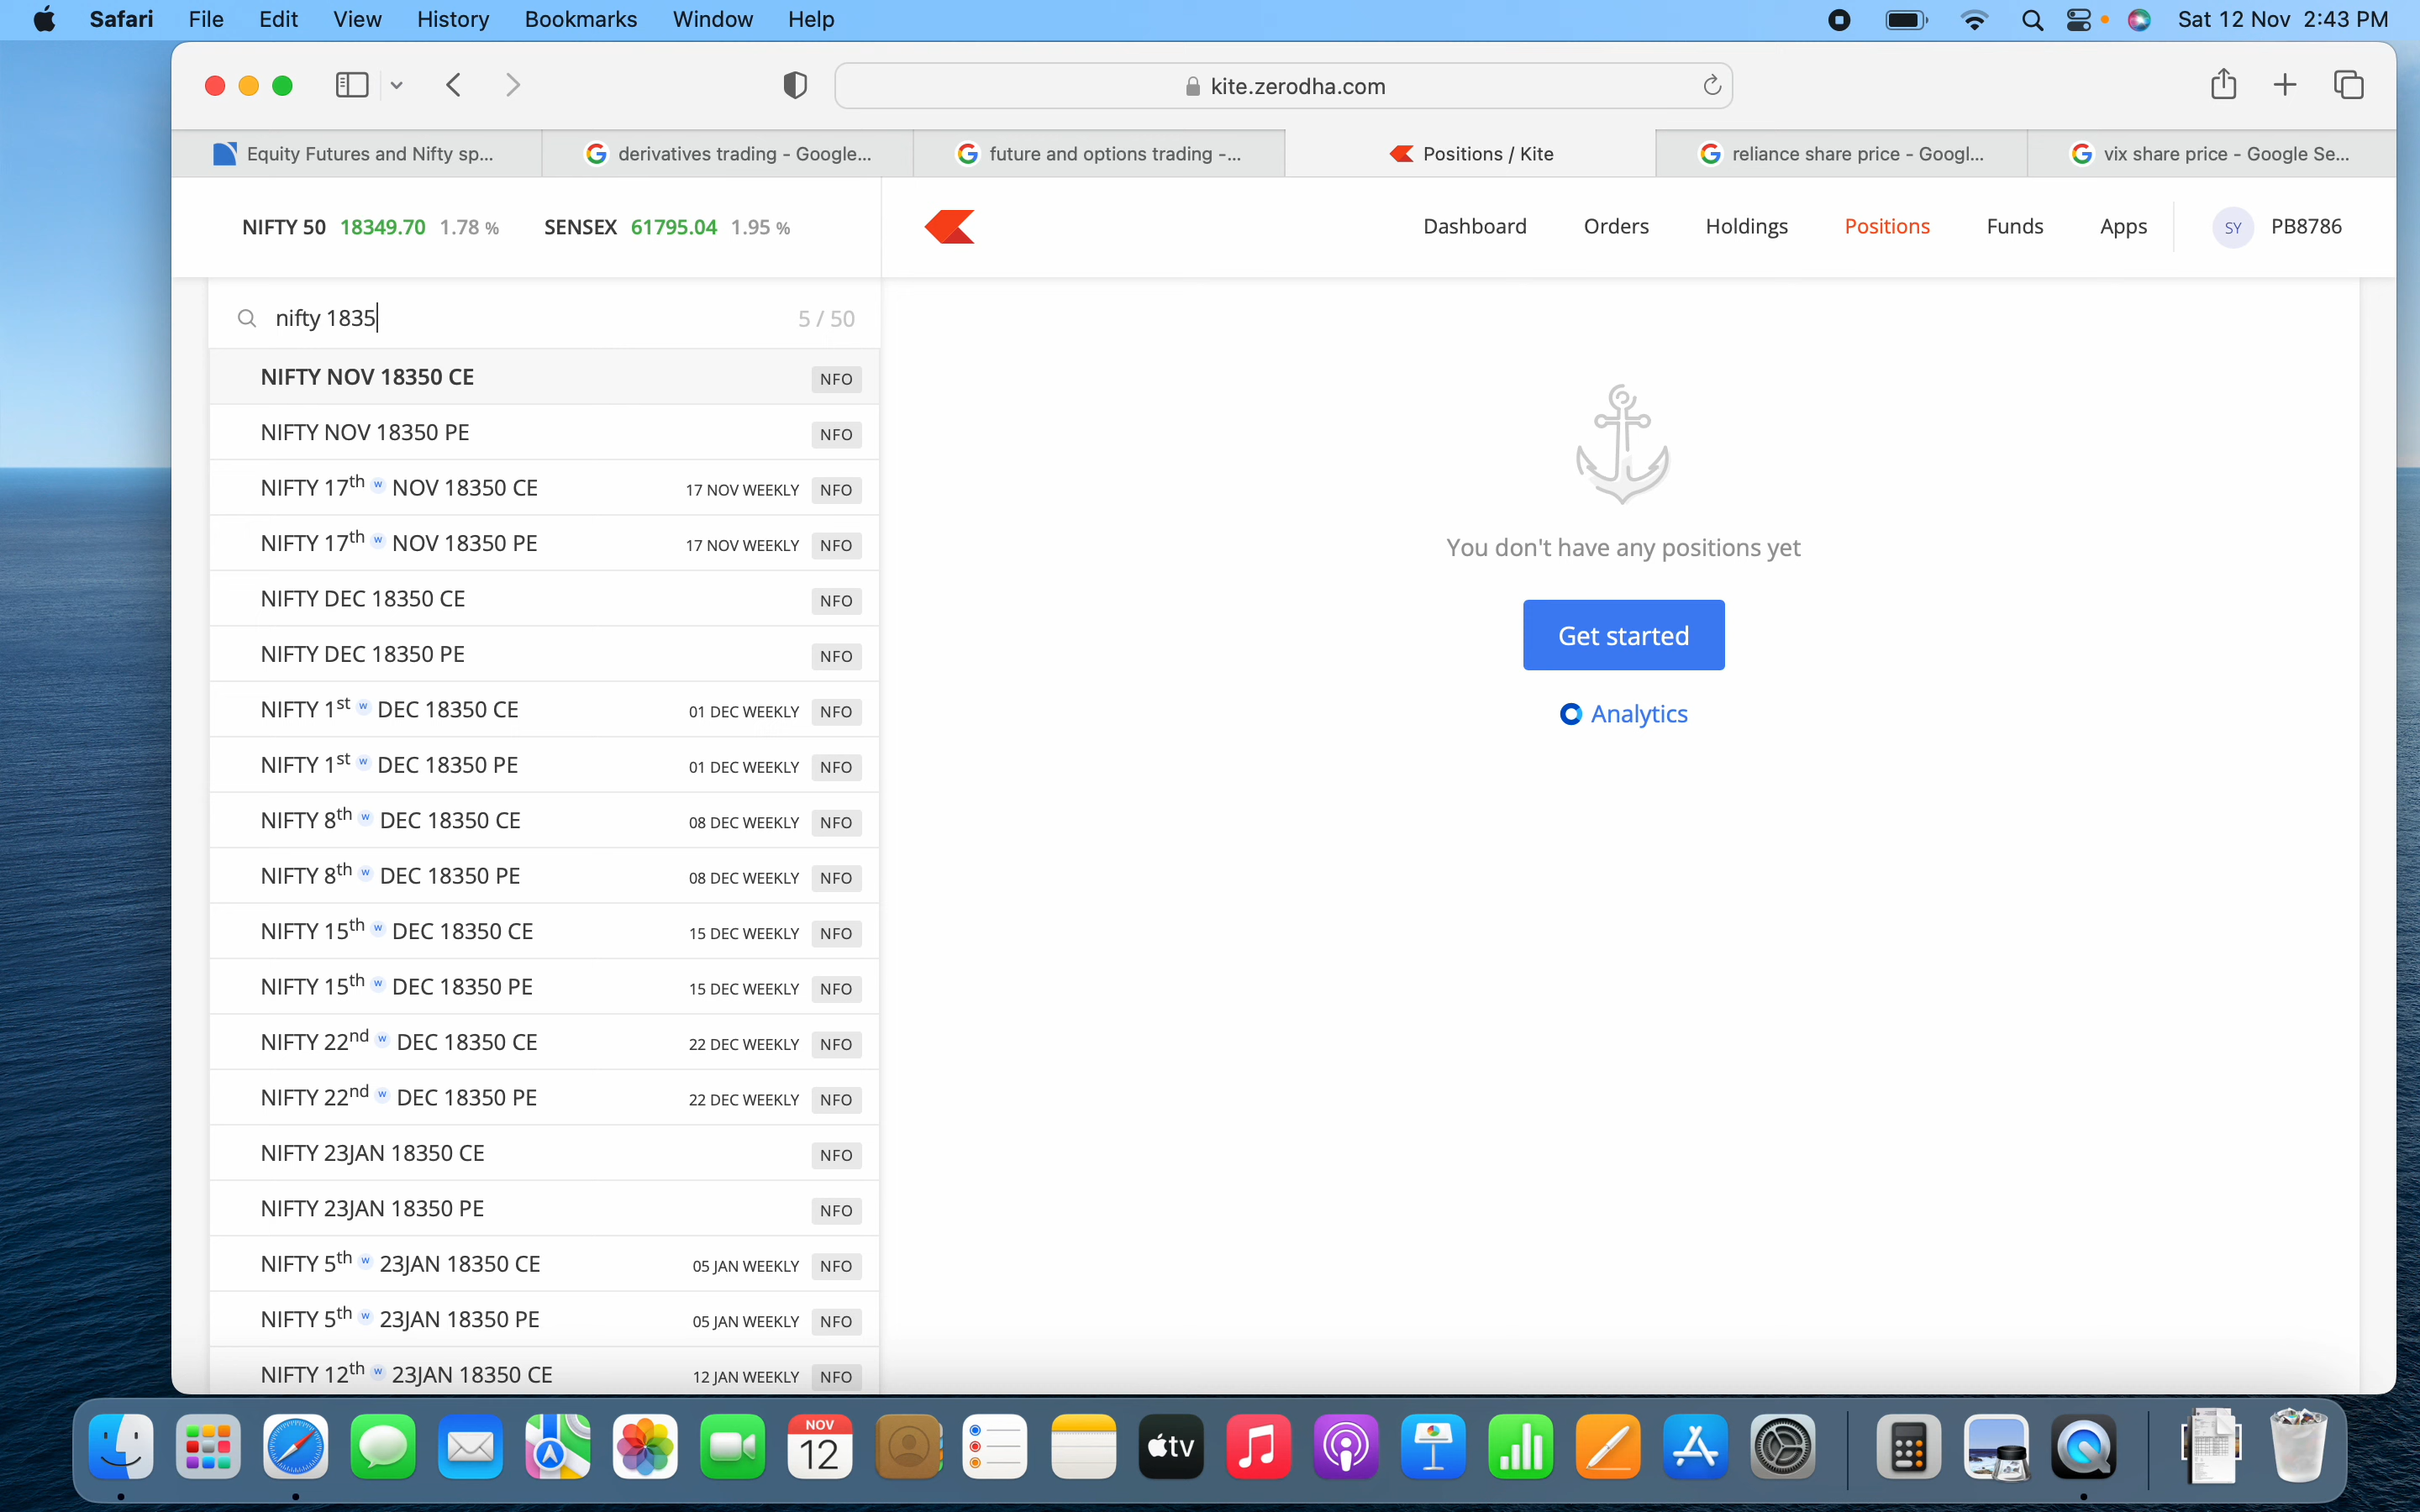 Safari File Edit View History Bookmarks Window Help Sat 12 Nov 2:43 PM
kite.zerodha.com
Equity Futures and Nifty sp... derivatives trading - Google... future and options trading -... Positions / Kite reliance share price - Googl... vix share price - Google Se...
NIFTY 50 18349.70 1.78 % SENSEX 61795.04 1.95 % Dashboard Orders Holdings Positions Funds Apps SY PB8786
nifty 1835 5 / 50
NIFTY NOV 18350 CE NFO
NIFTY NOV 18350 PE NFO
NIFTY 17th w NOV 18350 CE 17 NOV WEEKLY NFO
NIFTY 17th w NOV 18350 PE 17 NOV WEEKLY NFO
NIFTY DEC 18350 CE NFO
NIFTY DEC 18350 PE NFO
NIFTY 1st w DEC 18350 CE 01 DEC WEEKLY NFO
NIFTY 1st w DEC 18350 PE 01 DEC WEEKLY NFO
NIFTY 8th w DEC 18350 CE 08 DEC WEEKLY NFO
NIFTY 8th w DEC 18350 PE 08 DEC WEEKLY NFO
NIFTY 15th w DEC 18350 CE 15 DEC WEEKLY NFO
NIFTY 15th w DEC 18350 PE 15 DEC WEEKLY NFO
NIFTY 22nd w DEC 18350 CE 22 DEC WEEKLY NFO
NIFTY 22nd w DEC 18350 PE 22 DEC WEEKLY NFO
NIFTY 23JAN 18350 CE NFO
NIFTY 23JAN 18350 PE NFO
NIFTY 5th w 23JAN 18350 CE 05 JAN WEEKLY NFO
NIFTY 5th w 23JAN 18350 PE 05 JAN WEEKLY NFO
NIFTY 12th w 23JAN 18350 CE 12 JAN WEEKLY NFO
You don't have any positions yet
Get started
Analytics
NOV
12
tv